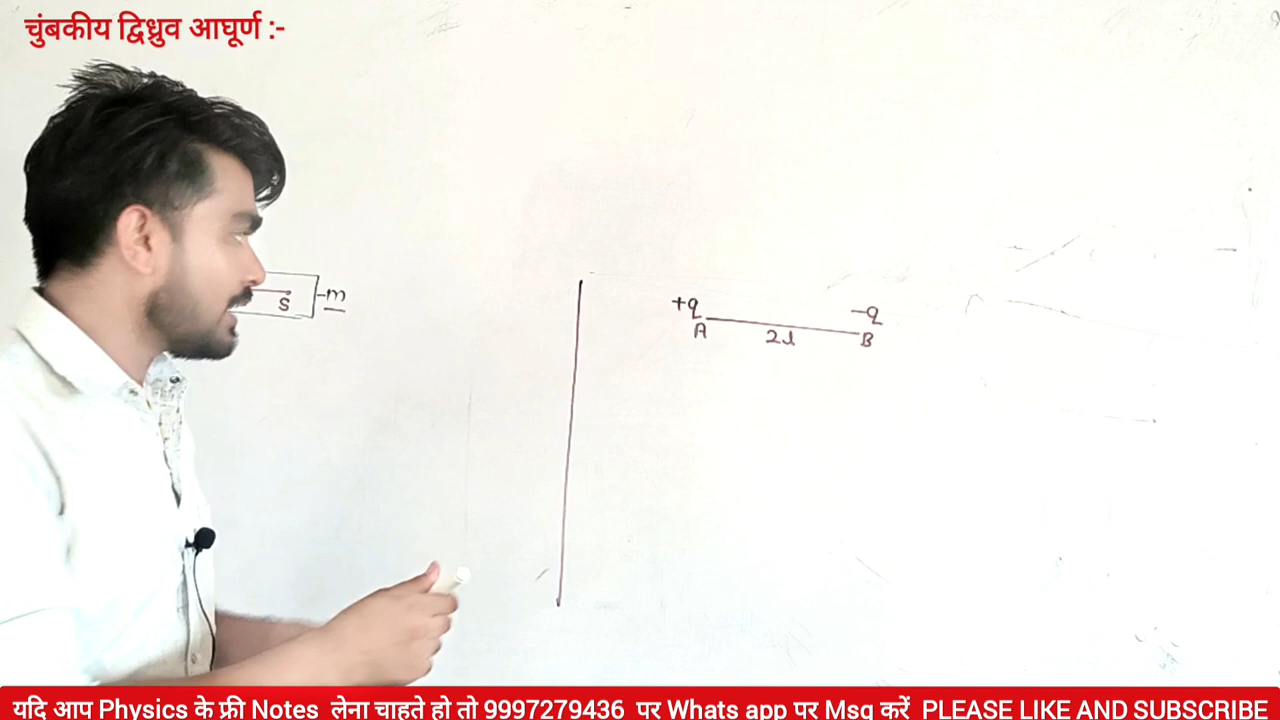 चुंबकीय द्विध्रुव आघूर्ण :-
S
-m
+q
-q
A
2l
B
यदि आप Physics के फ्री Notes लेना चाहते हो तो 9997279436 पर Whats app पर Msg करें PLEASE LIKE AND SUBSCRIBE